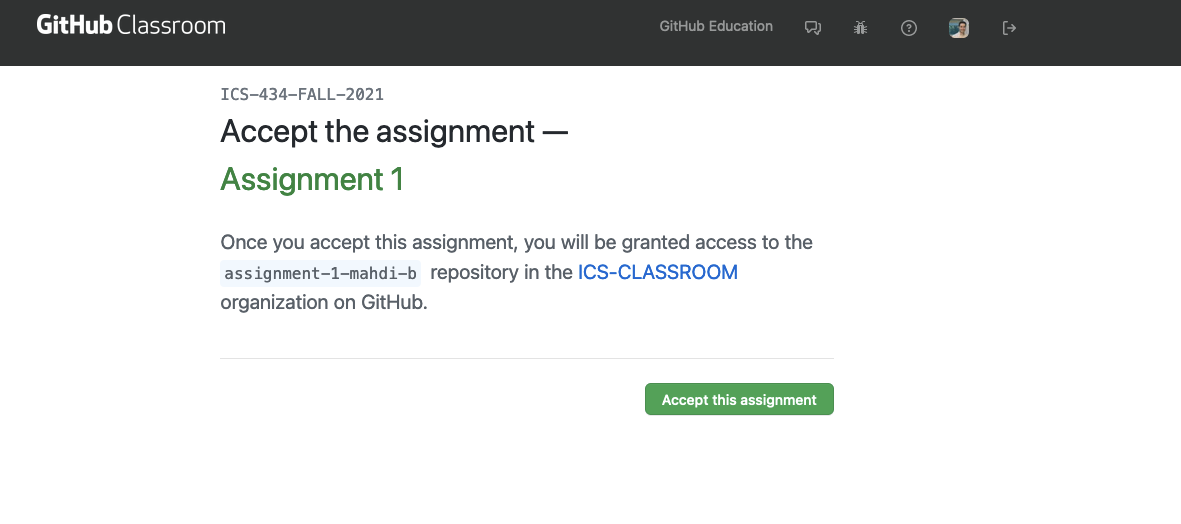 GitHub Classroom
GitHub Education
ICS-434-FALL-2021
Accept the assignment —
Assignment 1
Once you accept this assignment, you will be granted access to the
assignment-1-mahdi-b repository in the ICS-CLASSROOM
organization on GitHub.
Accept this assignment